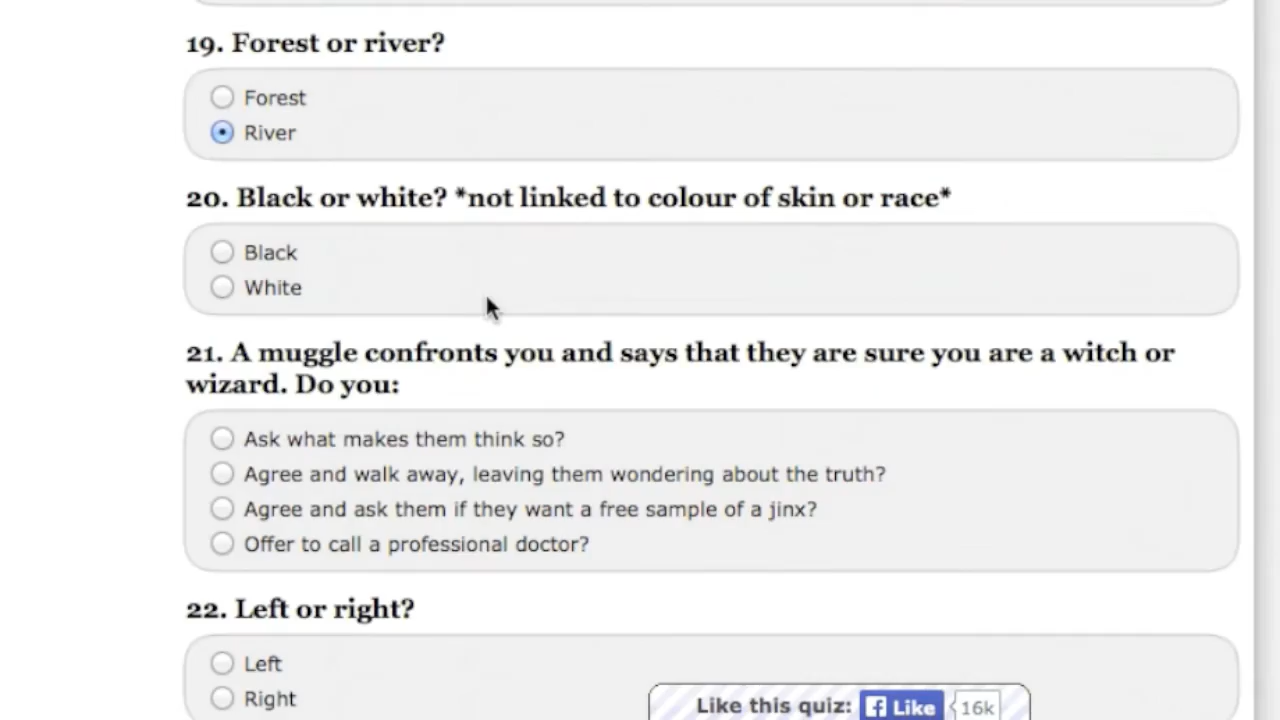 19. Forest or river?
Forest
River
20. Black or white? *not linked to colour of skin or race*
Black
White
21. A muggle confronts you and says that they are sure you are a witch or
wizard. Do you:
Ask what makes them think so?
Agree and walk away, leaving them wondering about the truth?
Agree and ask them if they want a free sample of a jinx?
Offer to call a professional doctor?
22. Left or right?
Left
Right
Like this quiz: Like 16k